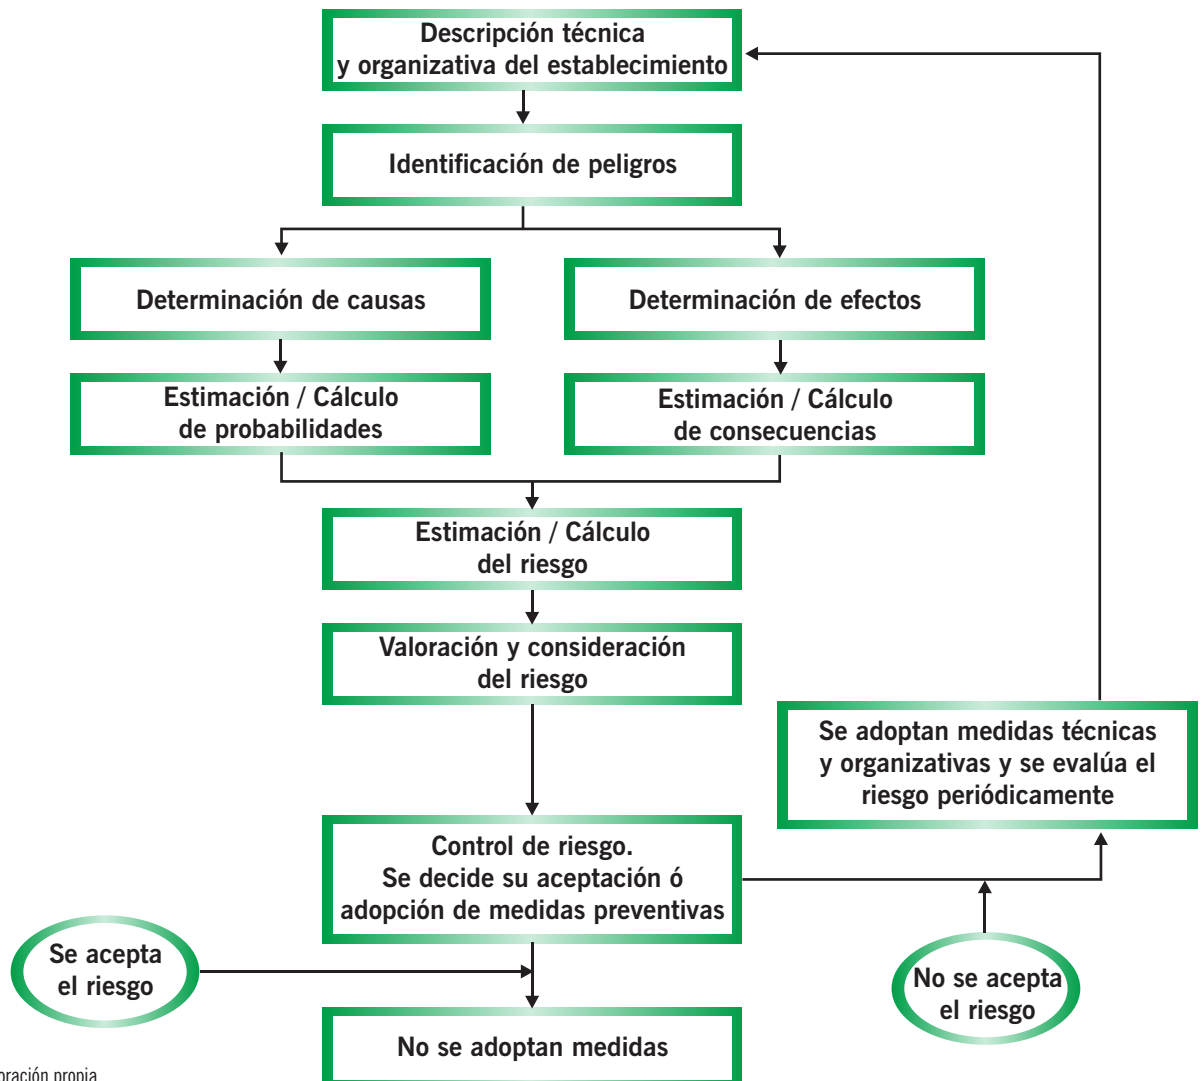 Descripción técnica
y organizativa del establecimiento
Identificación de peligros
Determinación de causas
Determinación de efectos
Estimación / Cálculo
de probabilidades
Estimación / Cálculo
de consecuencias
Estimación / Cálculo
del riesgo
Valoración y consideración
del riesgo
Se adoptan medidas técnicas
y organizativas y se evalúa el
riesgo periódicamente
Control de riesgo.
Se decide su aceptación ó
adopción de medidas preventivas
Se acepta
el riesgo
No se acepta
el riesgo
No se adoptan medidas
oración propia